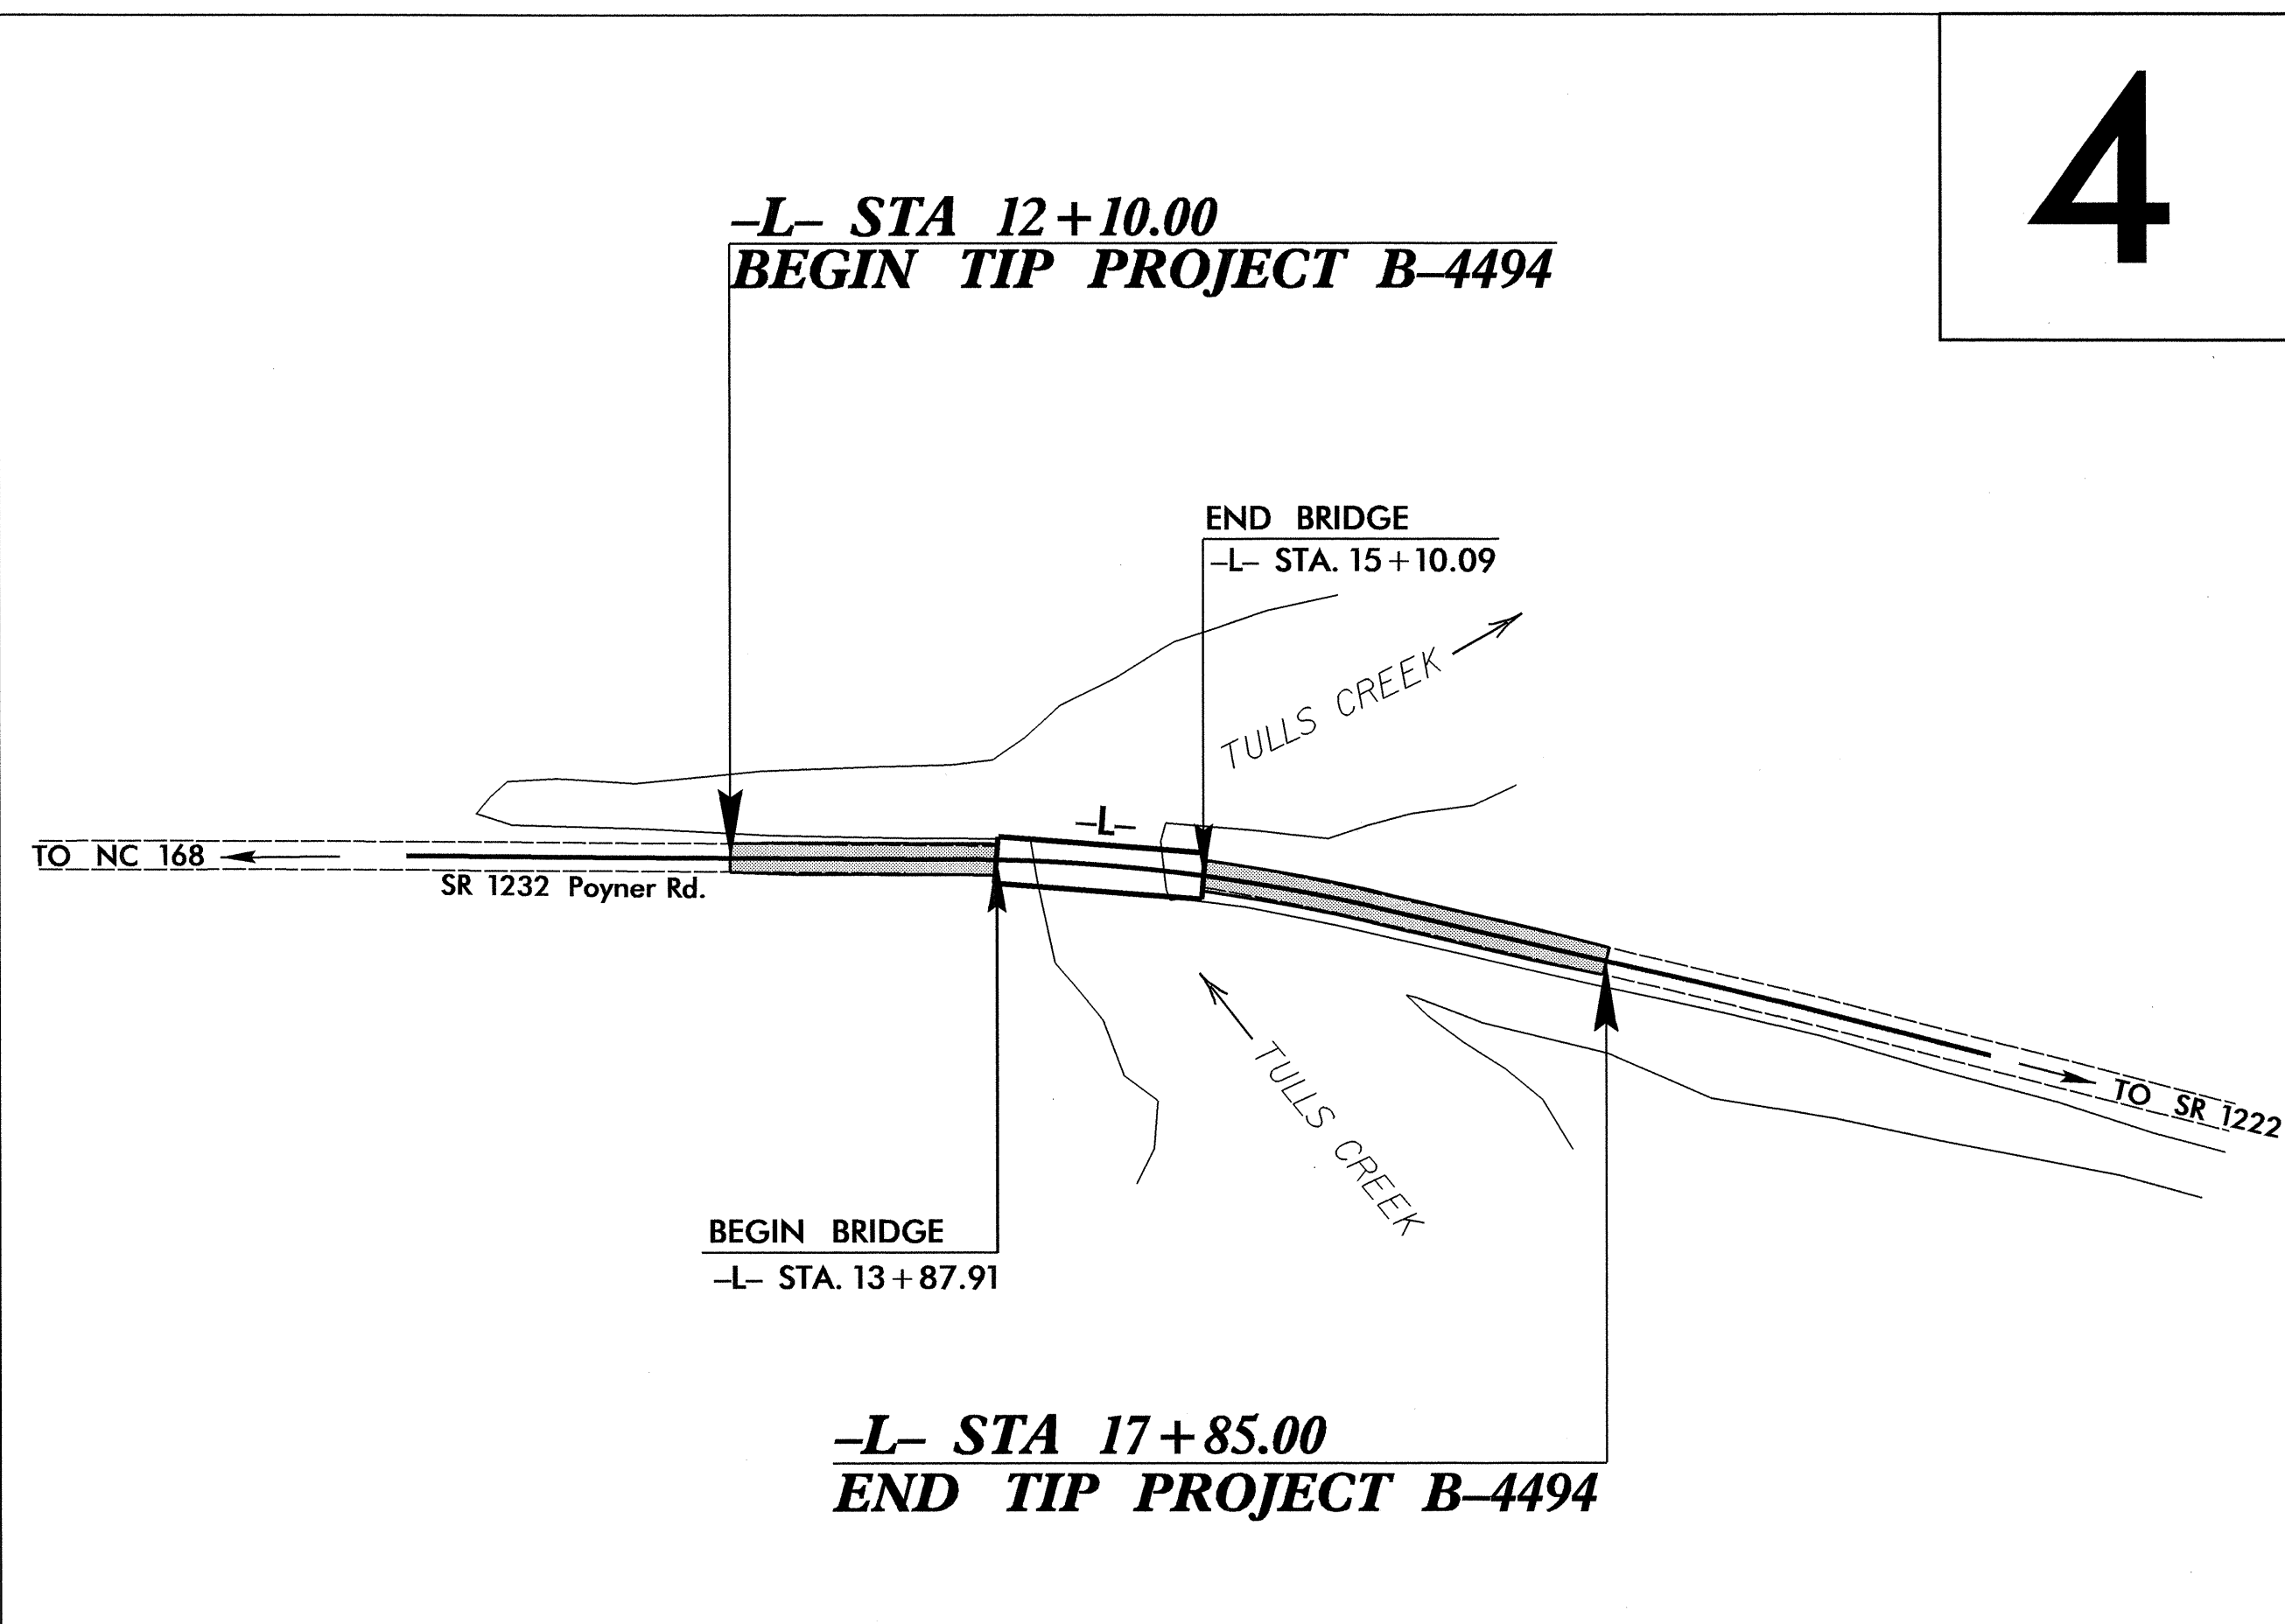 4
–L– STA 12+10.00
BEGIN TIP PROJECT B–4494
END BRIDGE
–L– STA. 15+10.09
TULLS CREEK
–L–
TO NC 168
SR 1232 Poyner Rd.
TULLS CREEK
TO SR 1222
BEGIN BRIDGE
–L– STA. 13+87.91
–L– STA 17+85.00
END TIP PROJECT B–4494